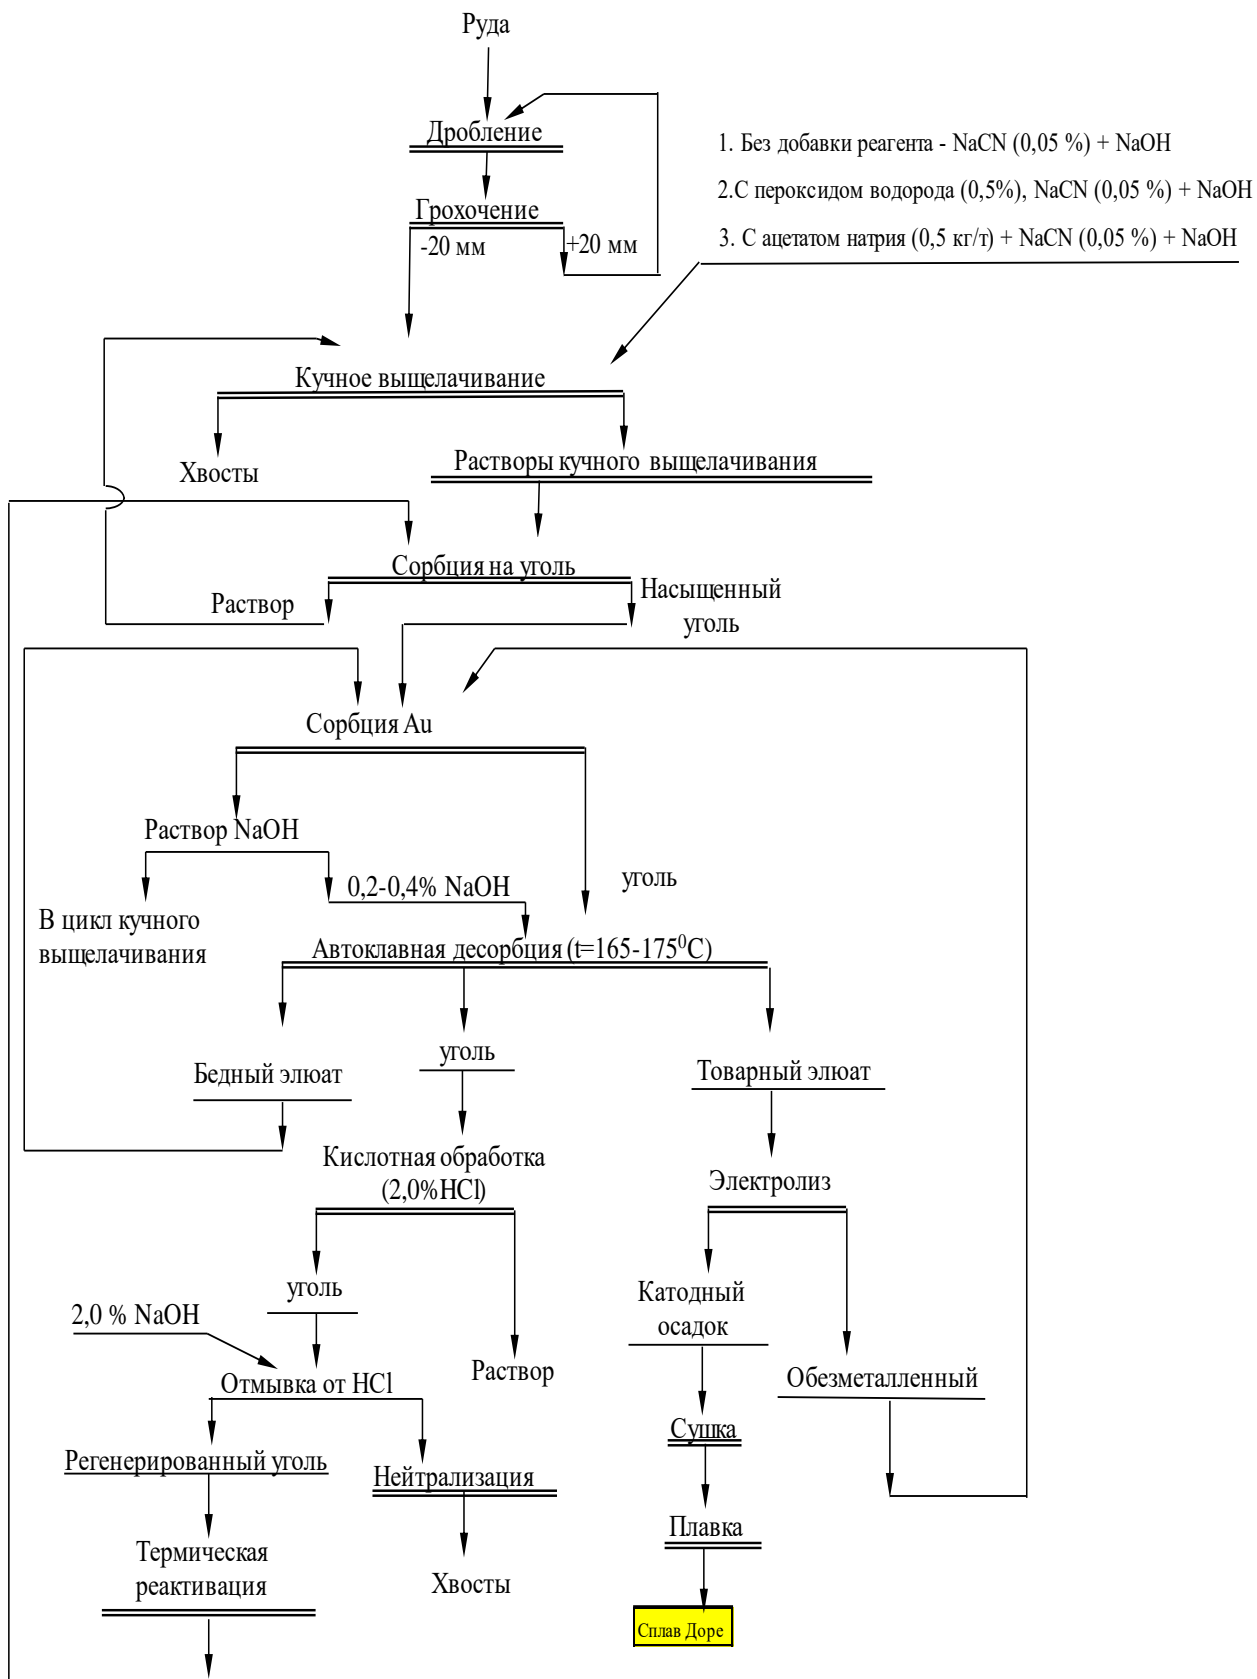 Руда
Дробление
1. Без добавки реагента - NaCN (0,05 %) + NaOH
2.С пероксидом водорода (0,5%), NaCN (0,05 %) + NaOH
3. С ацетатом натрия (0,5 кг/т) + NaCN (0,05 %) + NaOH
Грохочение
-20 мм
+20 мм
Кучное выщелачивание
Хвосты
Растворы кучного выщелачивания
Сорбция на уголь
Раствор
Насыщенный
уголь
Сорбция Au
Раствор NaOH
0,2-0,4% NaOH
уголь
В цикл кучного
выщелачивания
Автоклавная десорбция (t=165-175⁰C)
Бедный элюат
уголь
Товарный элюат
Кислотная обработка
(2,0%HCl)
Электролиз
уголь
Катодный
осадок
2,0 % NaOH
Раствор
Обезметалленный
Отмывка от HCl
Сушка
Регенерированный уголь
Нейтрализация
Плавка
Термическая
реактивация
Хвосты
Сплав Доре